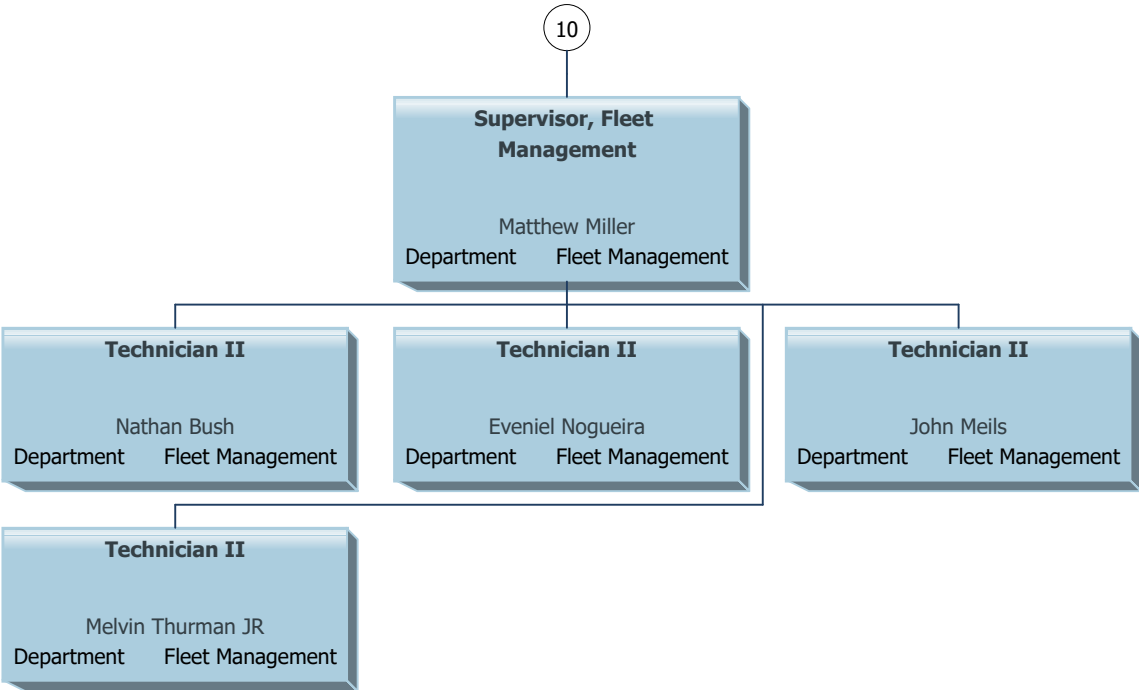 10
Supervisor, Fleet
Management
Matthew Miller
Department Fleet Management
Technician II
Nathan Bush
Department Fleet Management
Technician II
Eveniel Nogueira
Department Fleet Management
Technician II
John Meils
Department Fleet Management
Technician II
Melvin Thurman JR
Department Fleet Management